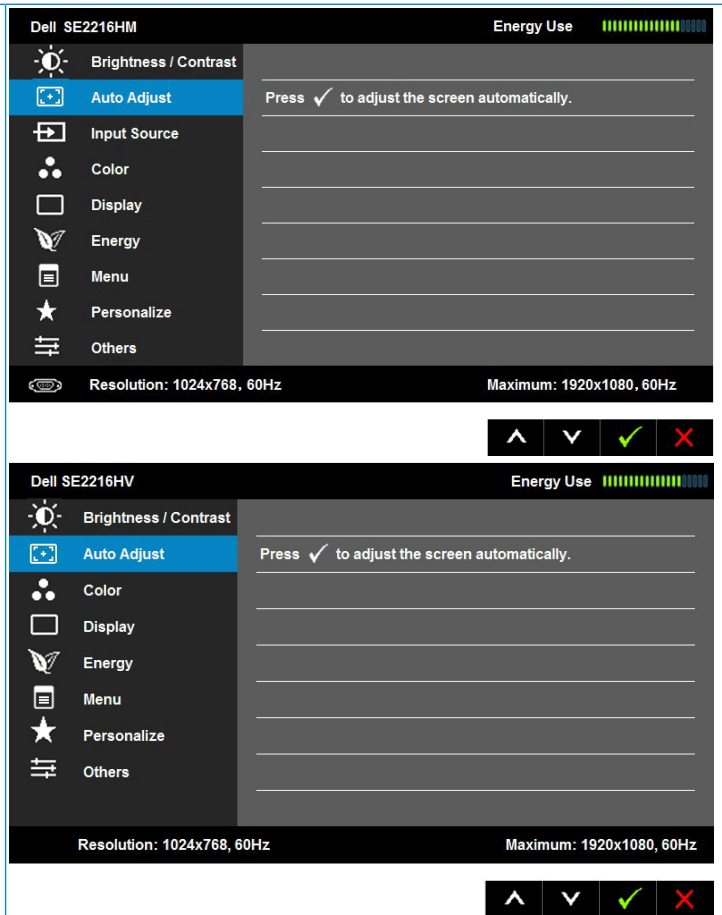 Dell SE2216HM Energy Use
Brightness / Contrast
Auto Adjust Press ✓ to adjust the screen automatically.
Input Source
Color
Display
Energy
Menu
Personalize
Others
Resolution: 1024x768, 60Hz Maximum: 1920x1080, 60Hz
Dell SE2216HV Energy Use
Brightness / Contrast
Auto Adjust Press ✓ to adjust the screen automatically.
Color
Display
Energy
Menu
Personalize
Others
Resolution: 1024x768, 60Hz Maximum: 1920x1080, 60Hz